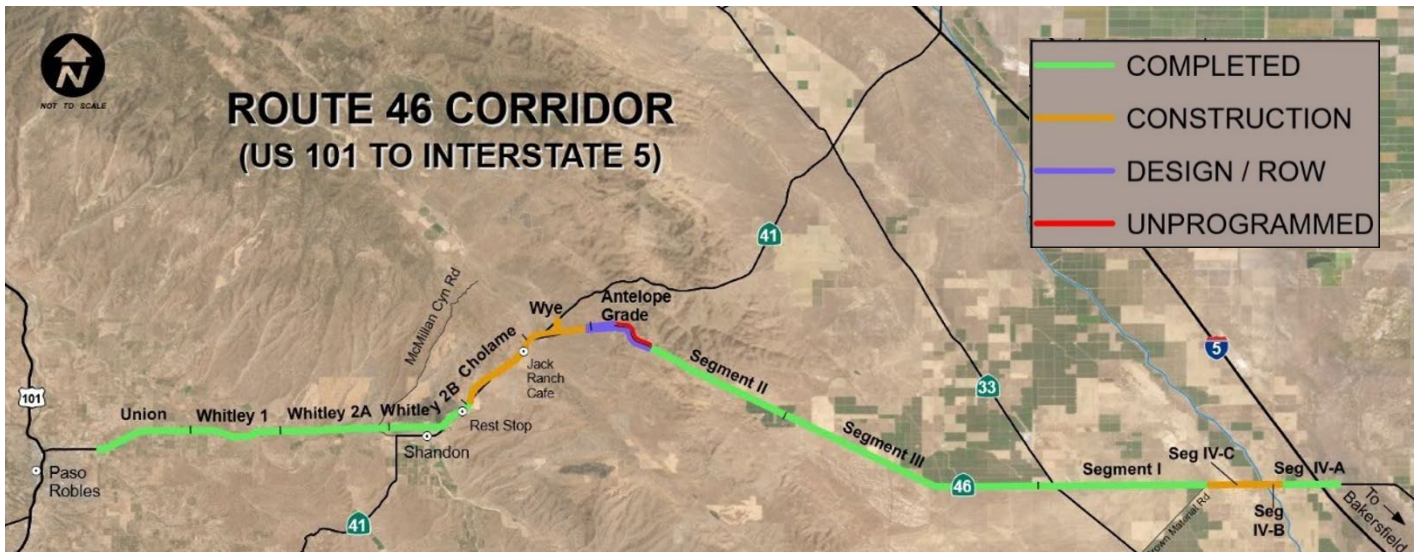 N
NOT TO SCALE
ROUTE 46 CORRIDOR
(US 101 TO INTERSTATE 5)
COMPLETED
CONSTRUCTION
DESIGN / ROW
UNPROGRAMMED
41
McMillan Cyn Rd
Wye
Antelope
Grade
Cholame
Jack
Ranch
Cafe
5
33
101
Union
Whitley 1
Whitley 2A
Whitley 2B
Rest Stop
Shandon
Segment II
Segment III
Paso
Robles
46
Segment I
Seg IV-C
Seg IV-A
Seg
IV-B
To
Bakersfield
41
Material Rd